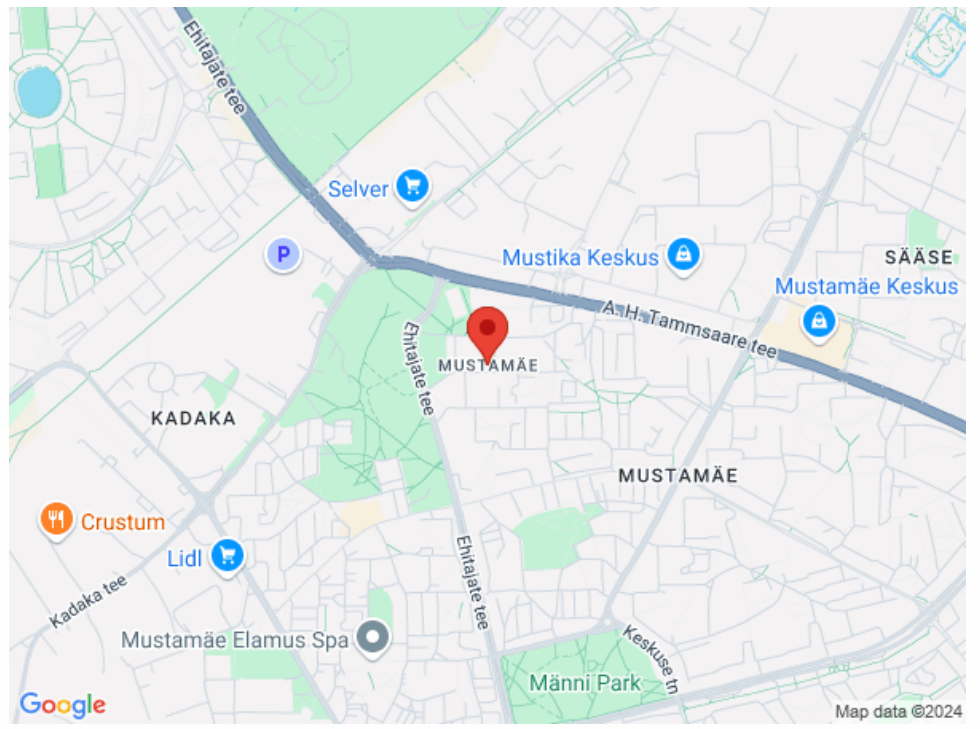 Ehitajate tee
Selver
P
Mustika Keskus
SÄÄSE
Mustamäe Keskus
A. H. Tammsaare tee
Ehitajate tee
MUSTAMÄE
KADAKA
MUSTAMÄE
Crustum
Lidl
Ehitajate tee
Kadaka tee
Mustamäe Elamus Spa
Keskuse tn
Männi Park
Google
Map data ©2024